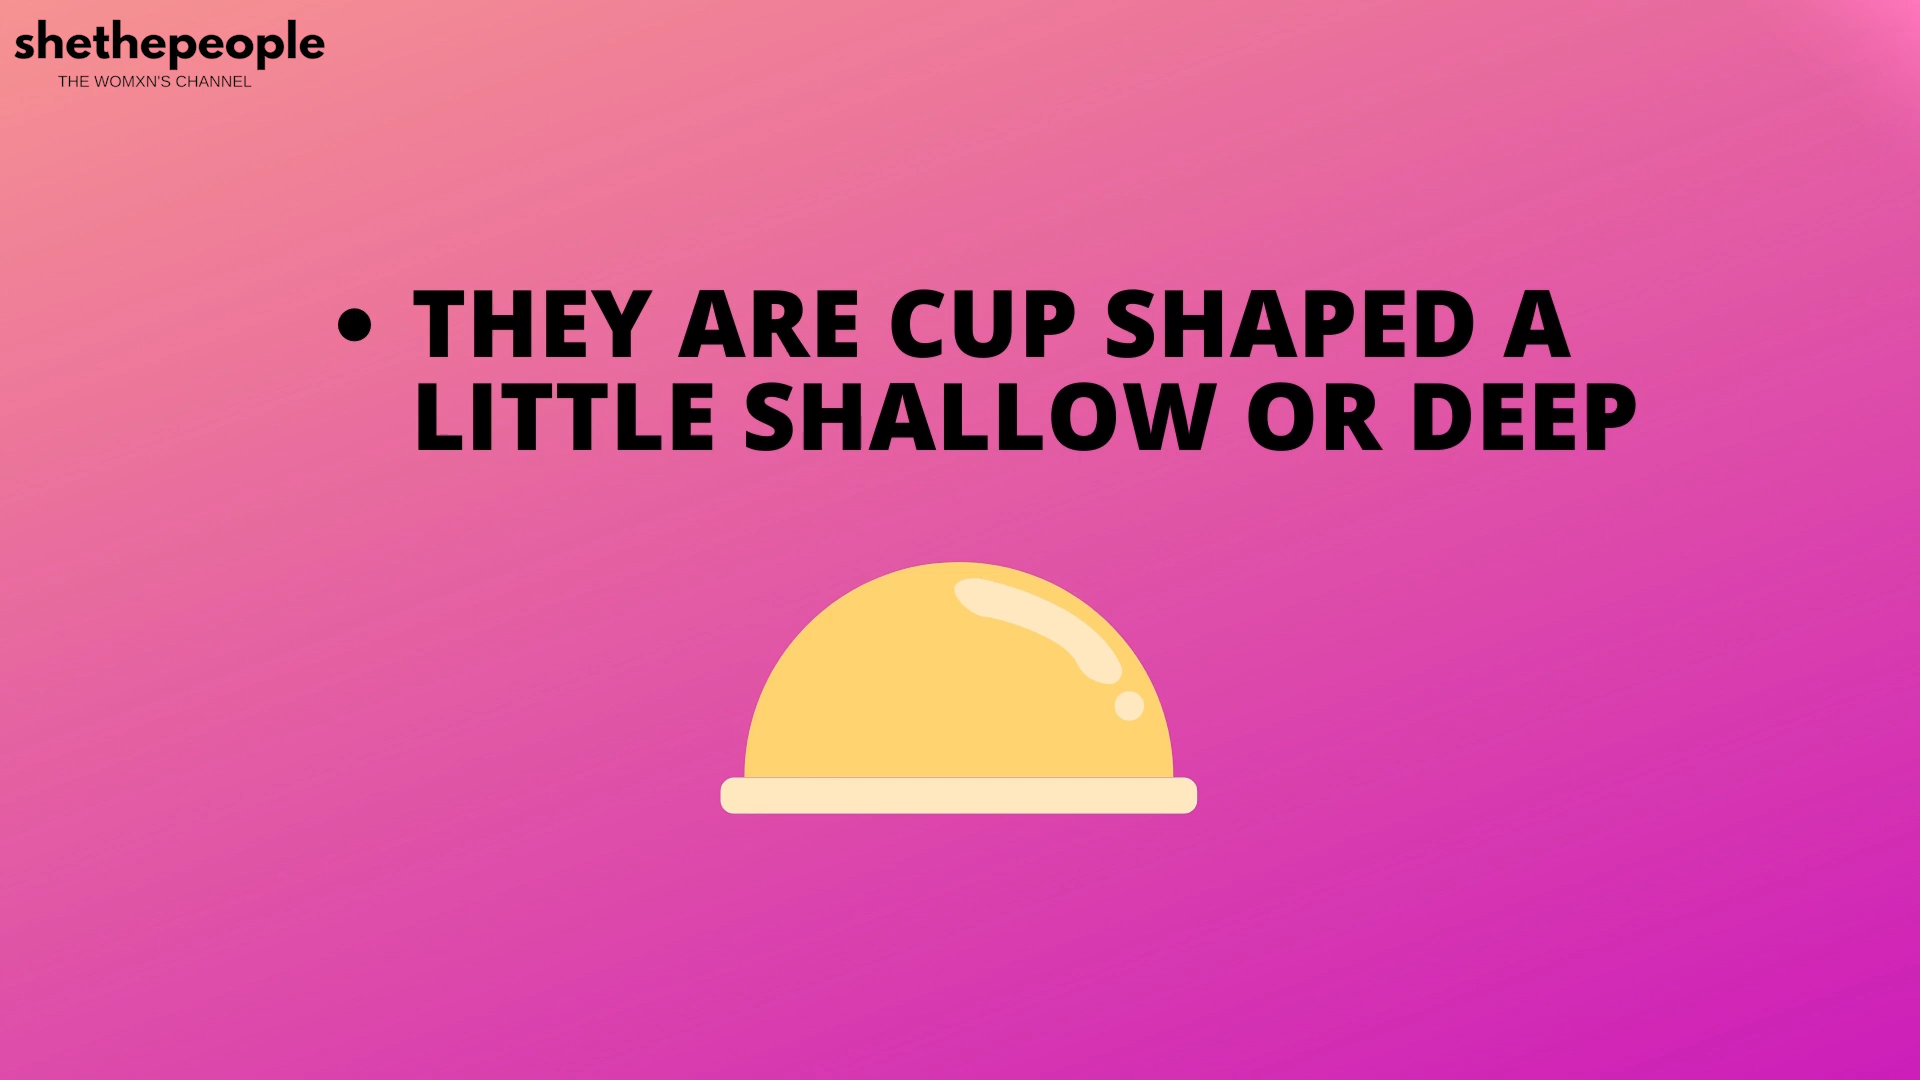 shethepeople
THE WOMXN'S CHANNEL
• THEY ARE CUP SHAPED A
LITTLE SHALLOW OR DEEP